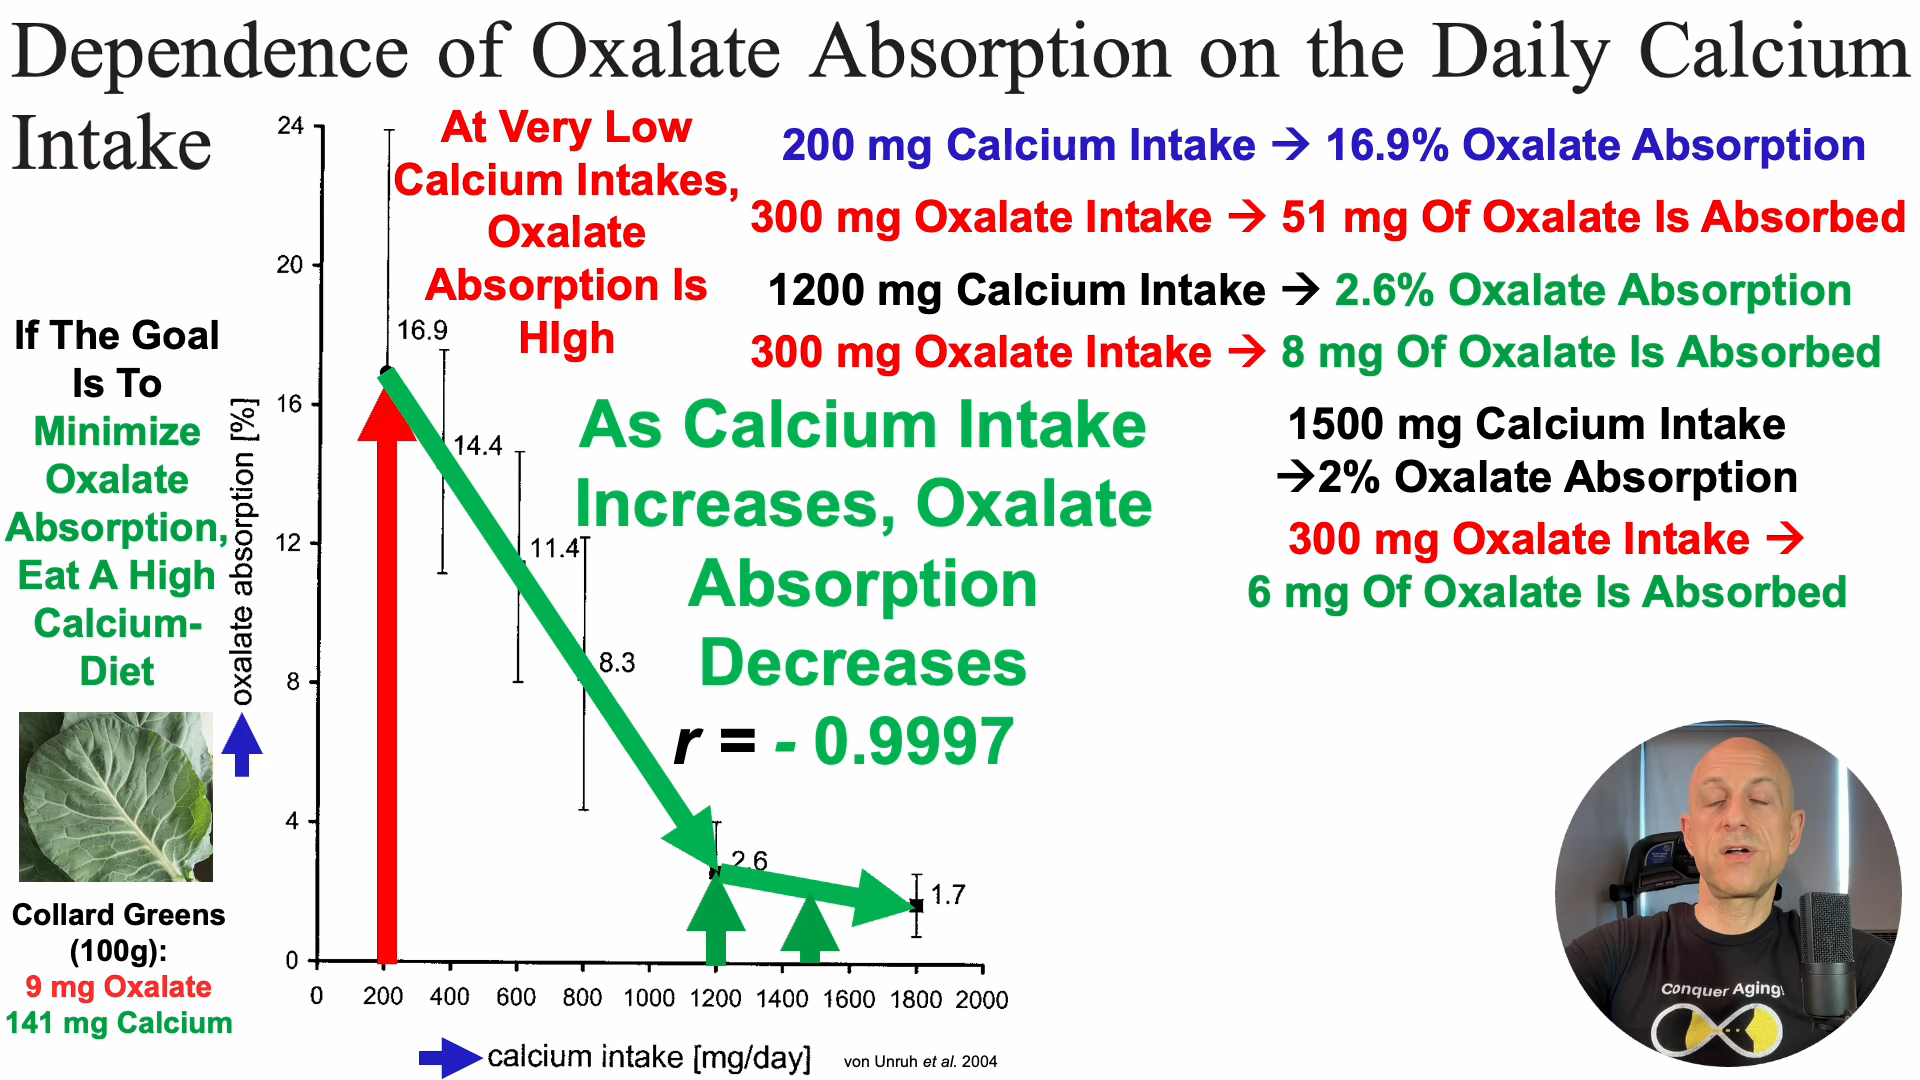 Dependence of Oxalate Absorption on the Daily Calcium
Intake
At Very Low
Calcium Intakes,
Oxalate
Absorption Is
HIgh
200 mg Calcium Intake → 16.9% Oxalate Absorption
300 mg Oxalate Intake → 51 mg Of Oxalate Is Absorbed
1200 mg Calcium Intake → 2.6% Oxalate Absorption
300 mg Oxalate Intake → 8 mg Of Oxalate Is Absorbed
1500 mg Calcium Intake
→2% Oxalate Absorption
300 mg Oxalate Intake →
6 mg Of Oxalate Is Absorbed
As Calcium Intake
Increases, Oxalate
Absorption
Decreases
r = - 0.9997
If The Goal
Is To
Minimize
Oxalate
Absorption,
Eat A High
Calcium-
Diet
Collard Greens
(100g):
9 mg Oxalate
141 mg Calcium
oxalate absorption [%]
24
20
16
12
8
4
0
16.9
14.4
11.4
8.3
2.6
1.7
0 200 400 600 800 1000 1200 1400 1600 1800 2000
calcium intake [mg/day]
von Unruh et al. 2004
Conquer Aging!